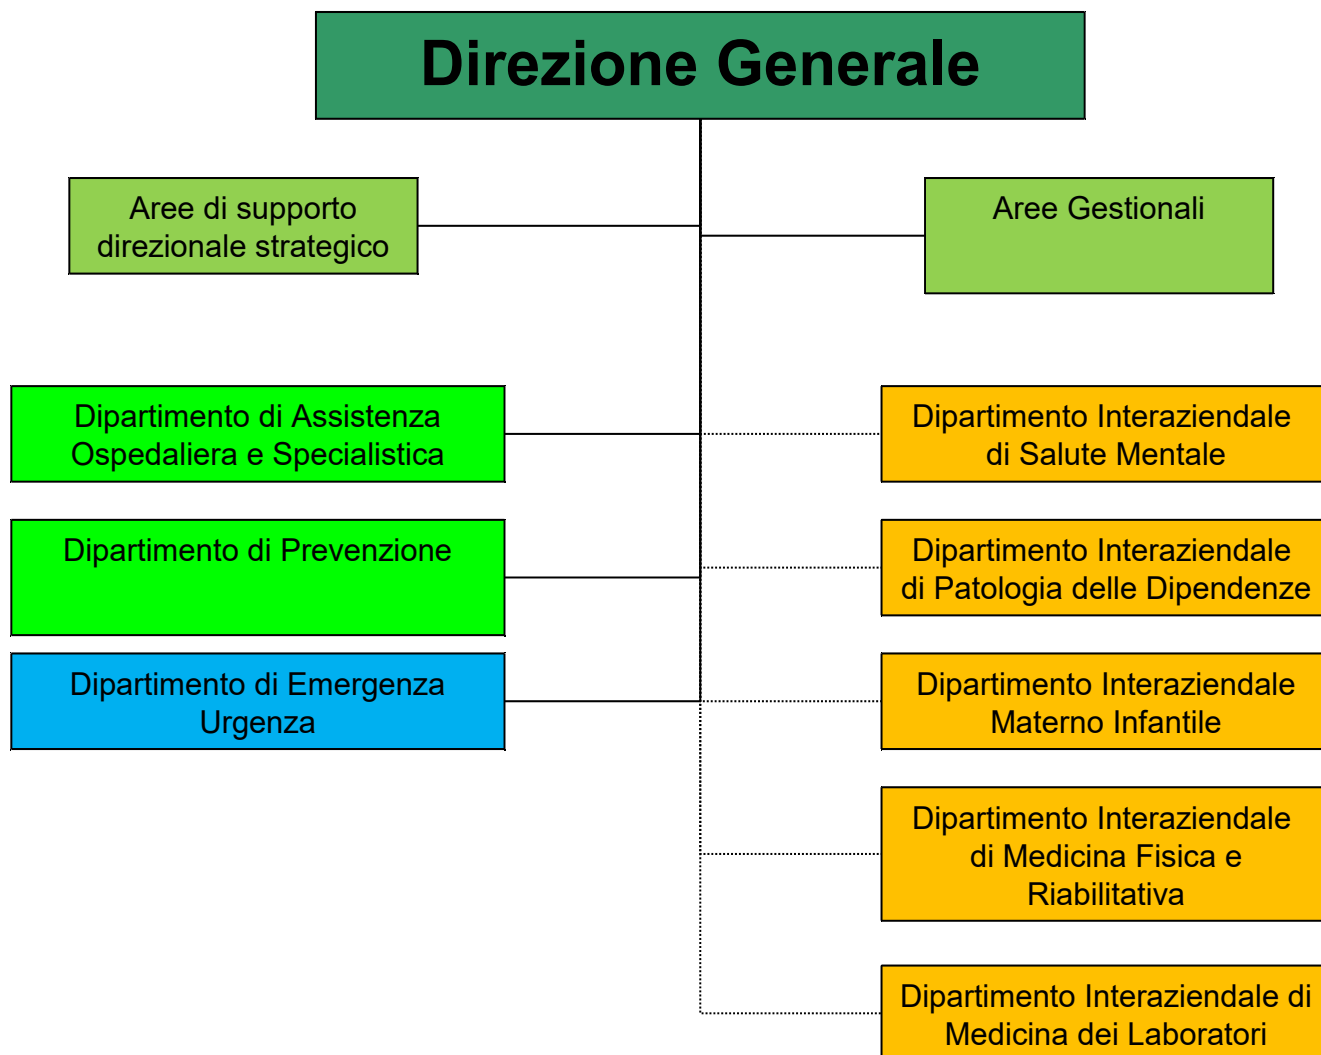 Direzione Generale
Aree di supporto
direzionale strategico
Aree Gestionali
Dipartimento di Assistenza
Ospedaliera e Specialistica
Dipartimento Interaziendale
di Salute Mentale
Dipartimento di Prevenzione
Dipartimento Interaziendale
di Patologia delle Dipendenze
Dipartimento di Emergenza
Urgenza
Dipartimento Interaziendale
Materno Infantile
Dipartimento Interaziendale
di Medicina Fisica e
Riabilitativa
Dipartimento Interaziendale di
Medicina dei Laboratori